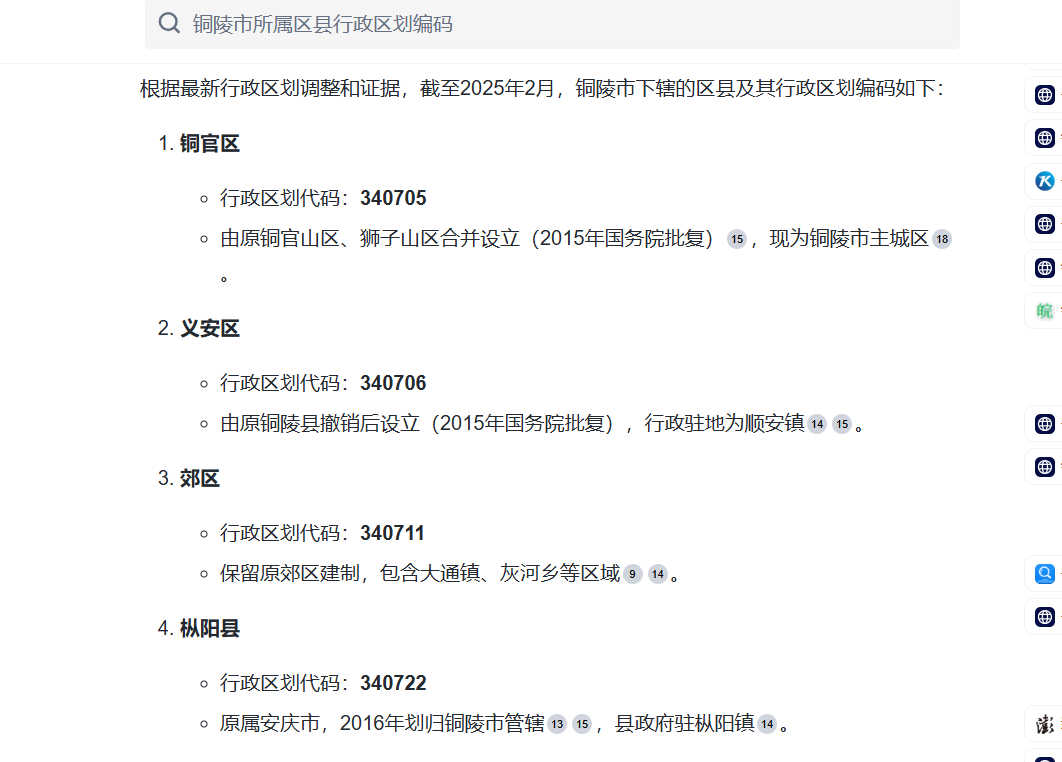 铜陵市所属区县行政区划编码
根据最新行政区划调整和证据，截至2025年2月，铜陵市下辖的区县及其行政区划编码如下：
1. 铜官区
行政区划代码：340705
由原铜官山区、狮子山区合并设立（2015年国务院批复）15，现为铜陵市主城区18
。
2. 义安区
行政区划代码：340706
由原铜陵县撤销后设立（2015年国务院批复），行政驻地为顺安镇14 15。
3. 郊区
行政区划代码：340711
保留原郊区建制，包含大通镇、灰河乡等区域9 14。
4. 枞阳县
行政区划代码：340722
原属安庆市，2016年划归铜陵市管辖13 15，县政府驻枞阳镇14。
皖
澎